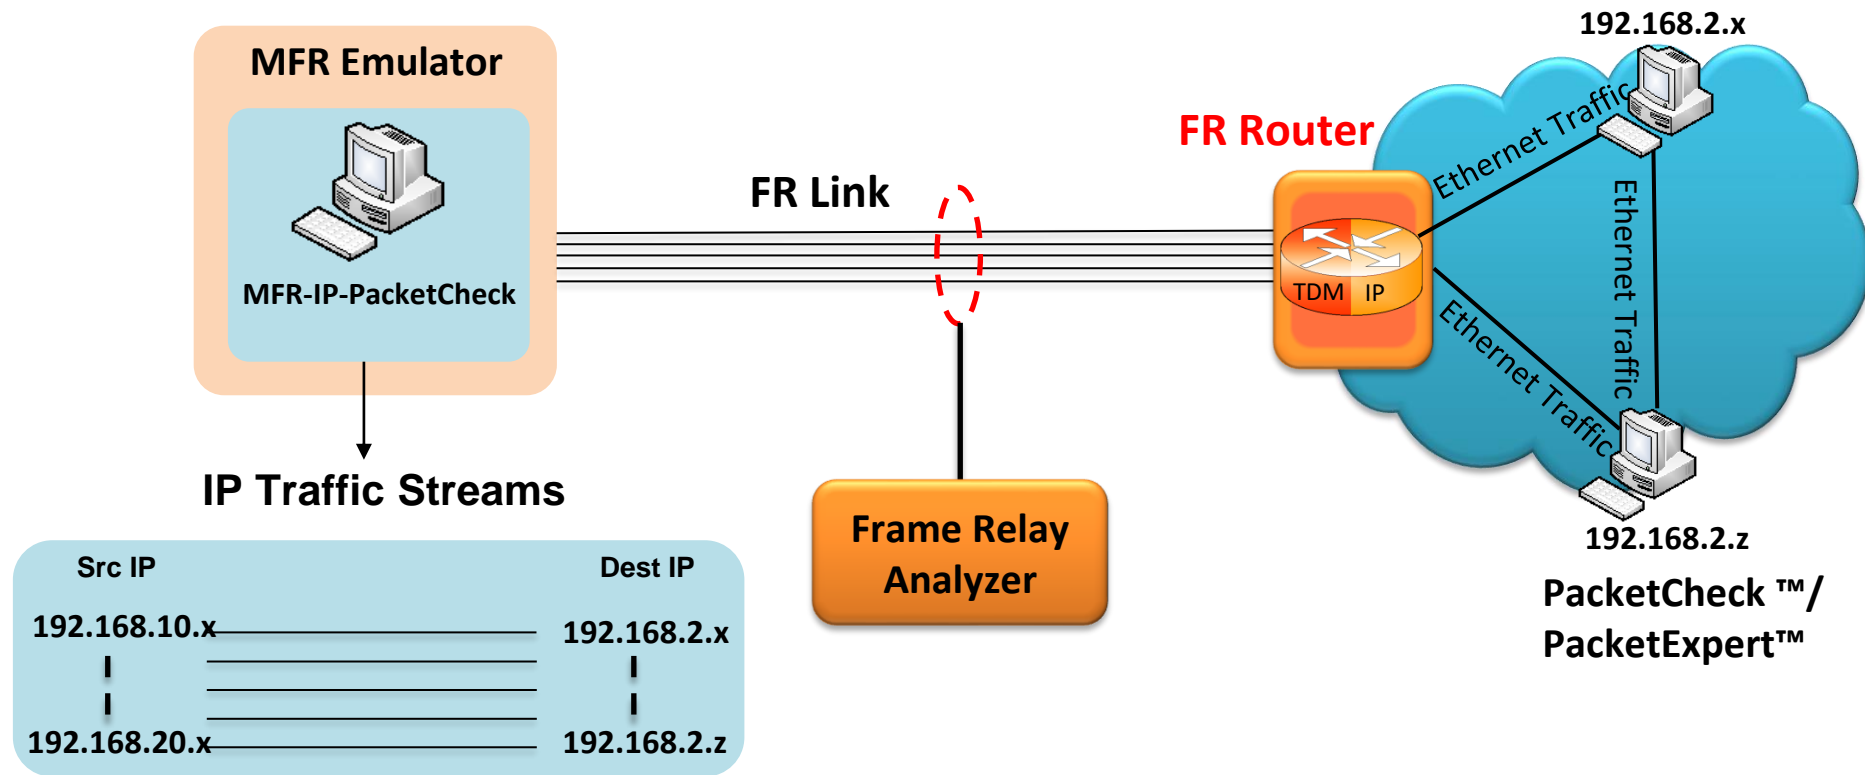 MFR Emulator
MFR-IP-PacketCheck
IP Traffic Streams
Src IP
Dest IP
192.168.10.x
192.168.2.x
192.168.20.x
192.168.2.z
FR Link
Frame Relay
Analyzer
FR Router
TDM
IP
192.168.2.x
Ethernet Traffic
Ethernet Traffic
Ethernet Traffic
192.168.2.z
PacketCheck ™/
PacketExpert™